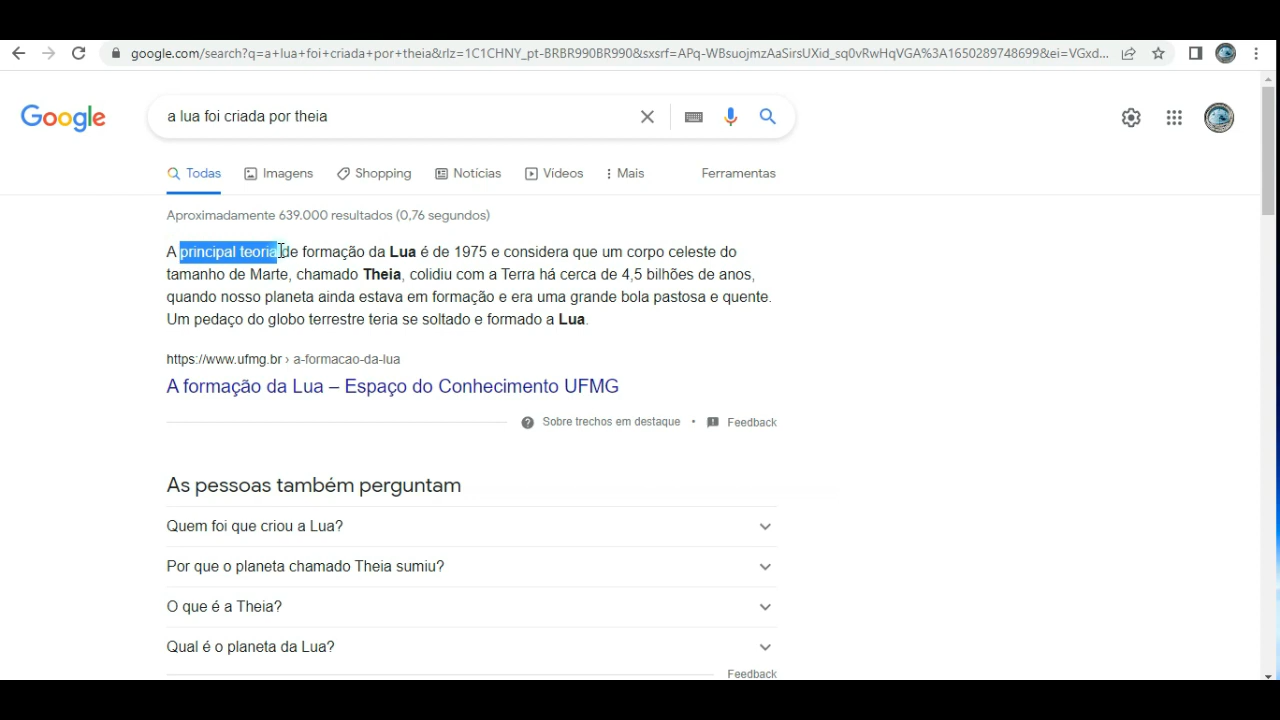 google.com/search?q=a+lua+foi+criada+por+theia&rlz=1C1CHNY_pt-BRBR990BR990&sxsrf=APq-WBsuojmzAaSirsUXid_sq0vRwHqVGA%3A1650289748699&ei=VGxd...
Google
a lua foi criada por theia
Todas Imagens Shopping Notícias Vídeos Mais Ferramentas
Aproximadamente 639.000 resultados (0,76 segundos)
A principal teoria de formação da Lua é de 1975 e considera que um corpo celeste do
tamanho de Marte, chamado Theia, colidiu com a Terra há cerca de 4,5 bilhões de anos,
quando nosso planeta ainda estava em formação e era uma grande bola pastosa e quente.
Um pedaço do globo terrestre teria se soltado e formado a Lua.
https://www.ufmg.br › a-formacao-da-lua
A formação da Lua – Espaço do Conhecimento UFMG
Sobre trechos em destaque • Feedback
As pessoas também perguntam
Quem foi que criou a Lua?
Por que o planeta chamado Theia sumiu?
O que é a Theia?
Qual é o planeta da Lua?
Feedback